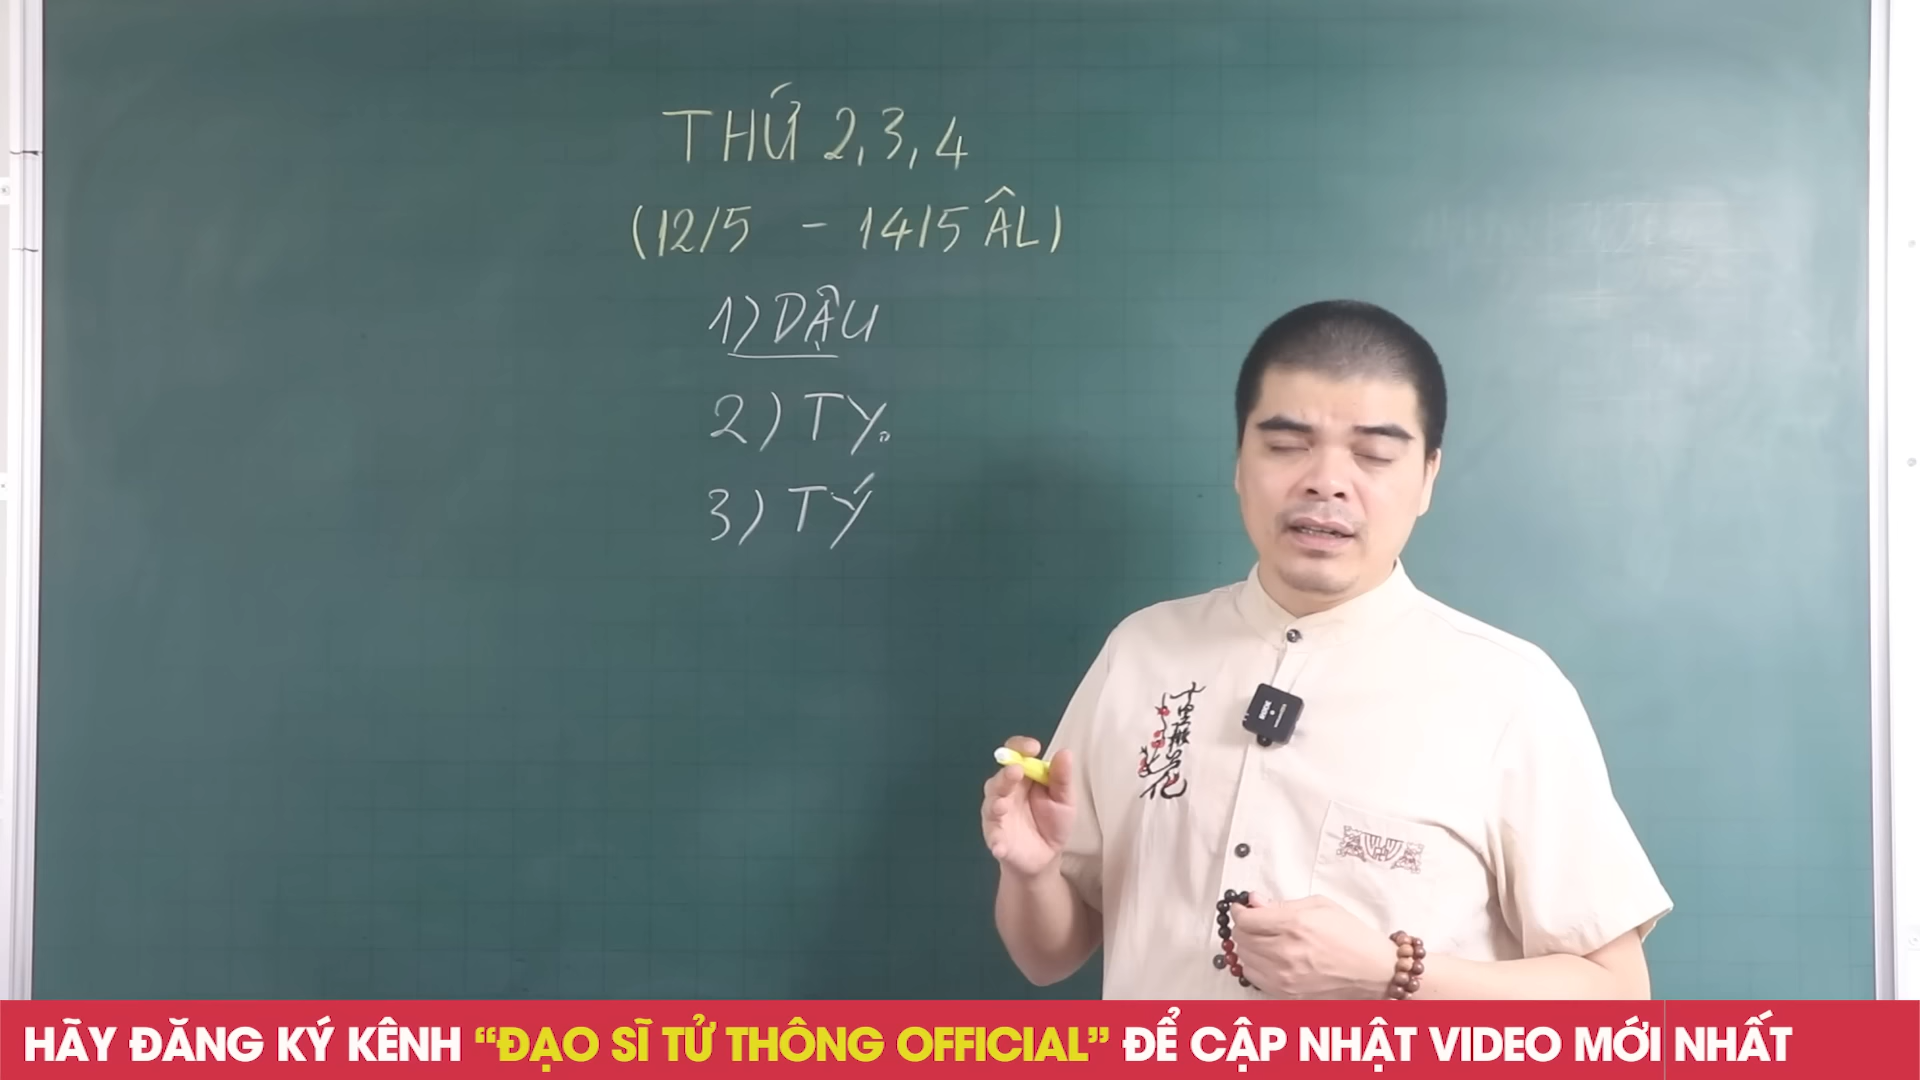 THỨ 2, 3, 4
(12/5 - 14/5 ÂL)
1) DẬU
2) TỴ
3) TÝ
HÃY ĐĂNG KÝ KÊNH “ĐẠO SĨ TỬ THÔNG OFFICIAL” ĐỂ CẬP NHẬT VIDEO MỚI NHẤT